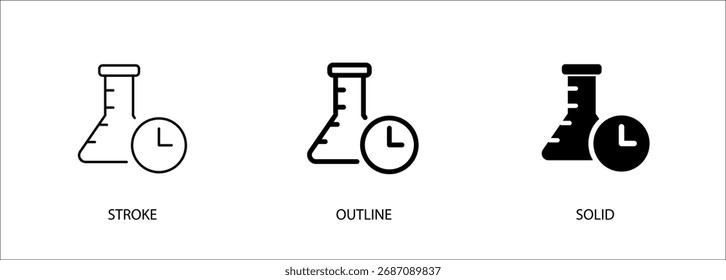 STROKE
OUTLINE
SOLID
shutterstock.com · 2687089837